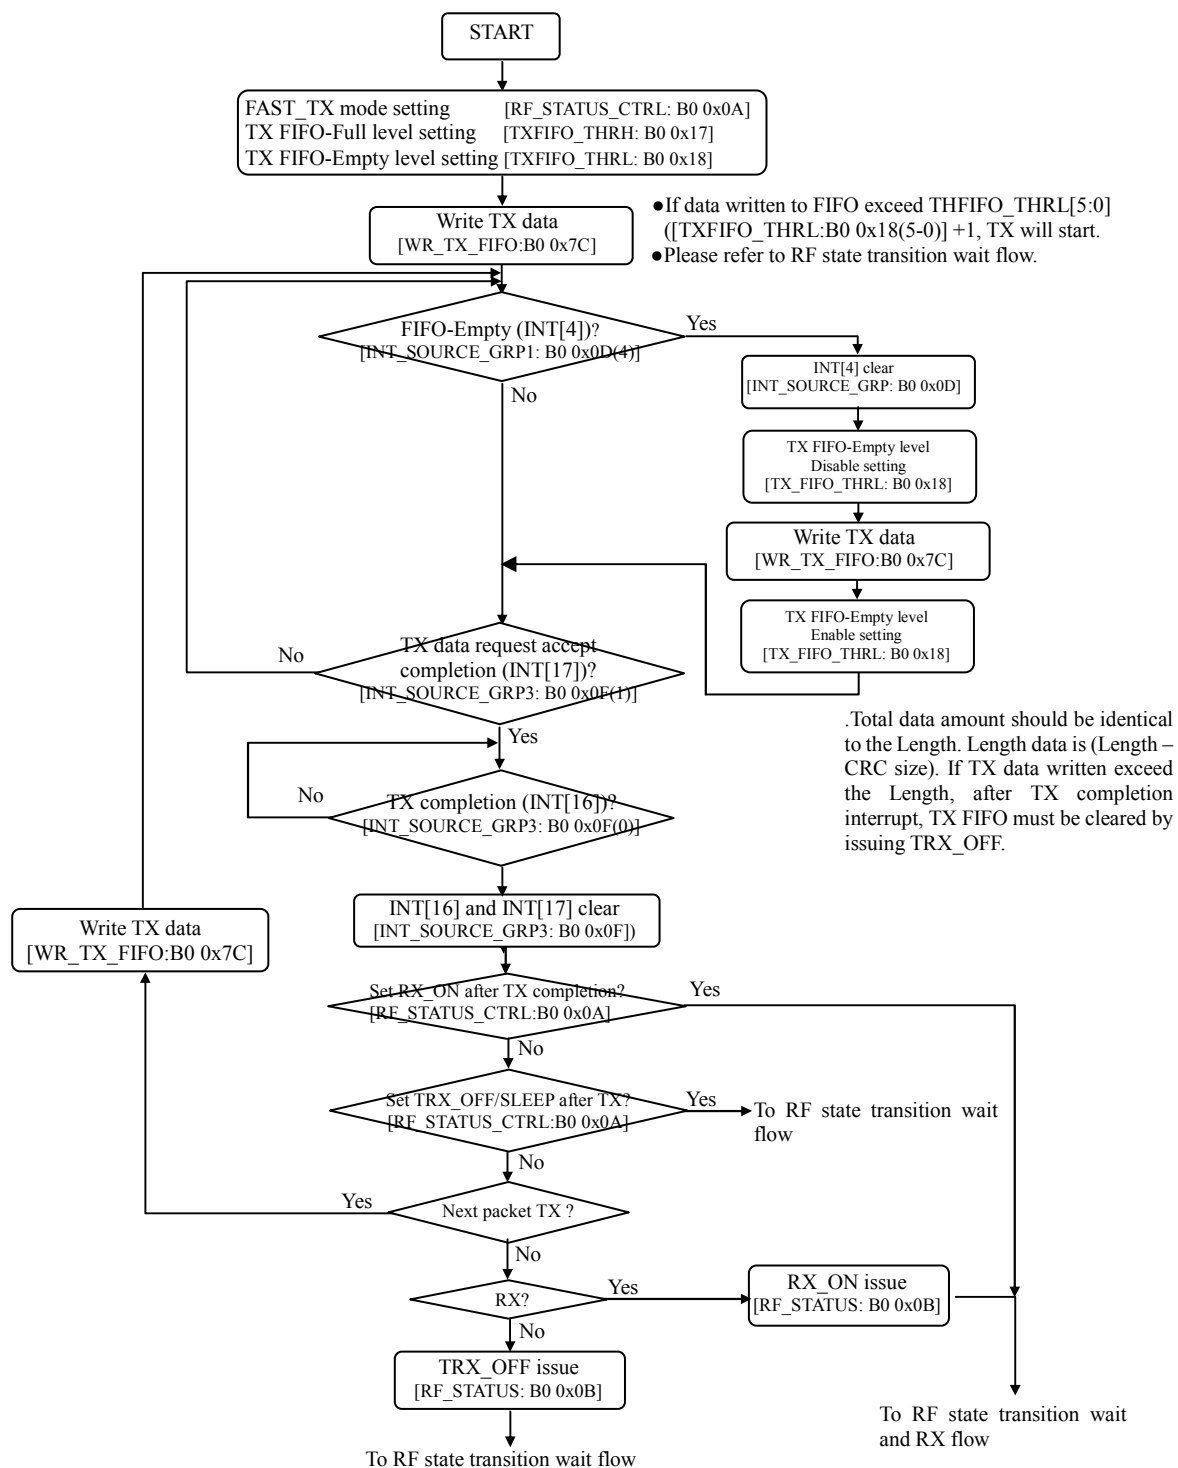 START
FAST_TX mode setting [RF_STATUS_CTRL: B0 0x0A]
TX FIFO-Full level setting [TXFIFO_THRH: B0 0x17]
TX FIFO-Empty level setting [TXFIFO_THRL: B0 0x18]
Write TX data
[WR_TX_FIFO:B0 0x7C]
●If data written to FIFO exceed THFIFO_THRL[5:0]
([TXFIFO_THRL:B0 0x18(5-0)] +1, TX will start.
●Please refer to RF state transition wait flow.
FIFO-Empty (INT[4])?
[INT_SOURCE_GRP1: B0 0x0D(4)]
Yes
No
INT[4] clear
[INT_SOURCE_GRP: B0 0x0D]
TX FIFO-Empty level
Disable setting
[TX_FIFO_THRL: B0 0x18]
Write TX data
[WR_TX_FIFO:B0 0x7C]
TX FIFO-Empty level
Enable setting
[TX_FIFO_THRL: B0 0x18]
TX data request accept
completion (INT[17])?
[INT_SOURCE_GRP3: B0 0x0F(1)]
No
Yes
.Total data amount should be identical
to the Length. Length data is (Length –
CRC size). If TX data written exceed
the Length, after TX completion
interrupt, TX FIFO must be cleared by
issuing TRX_OFF.
TX completion (INT[16])?
[INT_SOURCE_GRP3: B0 0x0F(0)]
No
INT[16] and INT[17] clear
[INT_SOURCE_GRP3: B0 0x0F])
Write TX data
[WR_TX_FIFO:B0 0x7C]
Set RX_ON after TX completion?
[RF_STATUS_CTRL:B0 0x0A]
Yes
No
Set TRX_OFF/SLEEP after TX?
[RF_STATUS_CTRL:B0 0x0A]
Yes
To RF state transition wait
flow
No
Next packet TX ?
Yes
No
RX?
Yes
RX_ON issue
[RF_STATUS: B0 0x0B]
No
TRX_OFF issue
[RF_STATUS: B0 0x0B]
To RF state transition wait
and RX flow
To RF state transition wait flow